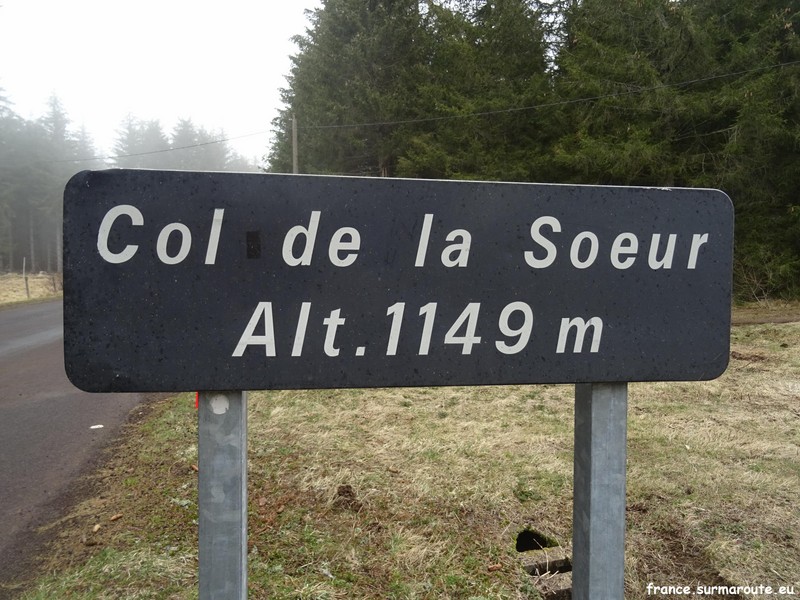 Col de la Soeur
Alt. 1149 m
france.surmaroute.eu